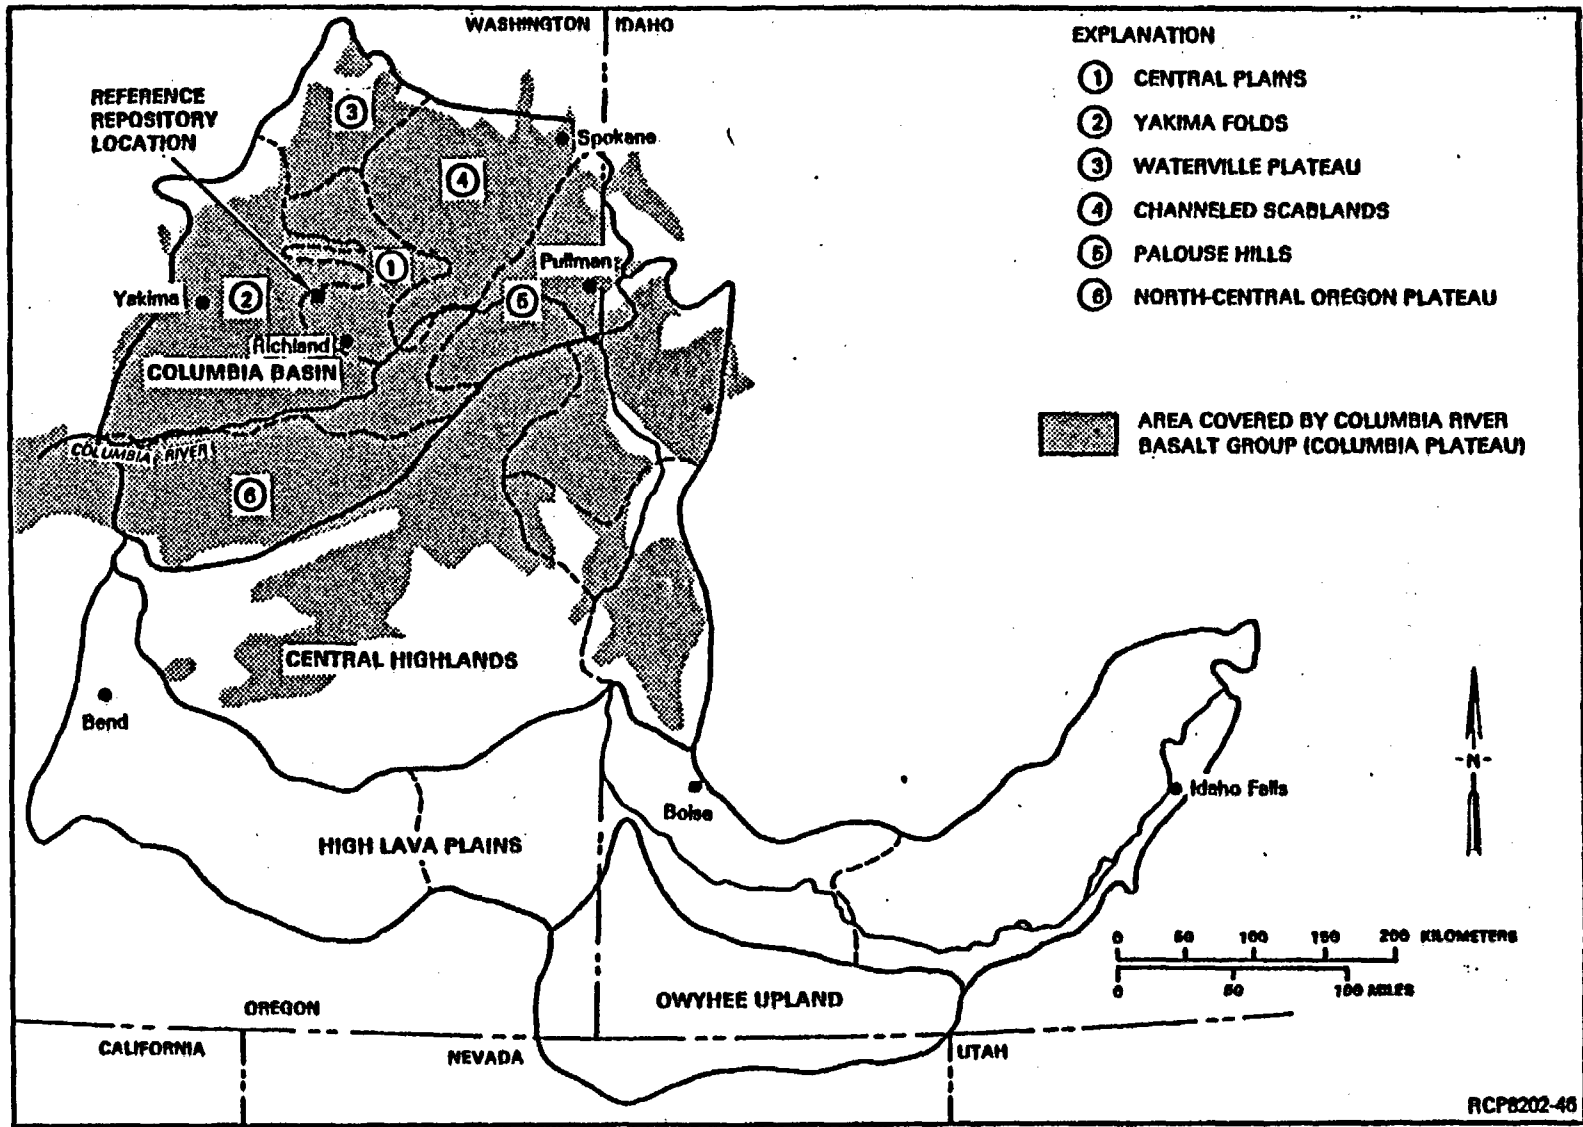 WASHINGTON IDAHO
REFERENCE
REPOSITORY
LOCATION
3
Spokane
4
1
Pullman
Yakima
2
5
Richland
COLUMBIA BASIN
COLUMBIA RIVER
6
CENTRAL HIGHLANDS
Bend
Boise
Idaho Falls
HIGH LAVA PLAINS
OWYHEE UPLAND
OREGON
CALIFORNIA
NEVADA
UTAH
EXPLANATION
1 CENTRAL PLAINS
2 YAKIMA FOLDS
3 WATERVILLE PLATEAU
4 CHANNELED SCABLANDS
5 PALOUSE HILLS
6 NORTH-CENTRAL OREGON PLATEAU
AREA COVERED BY COLUMBIA RIVER
BASALT GROUP (COLUMBIA PLATEAU)
-N-
0 50 100 150 200 KILOMETERS
0 50 100 MILES
RCP8202-46